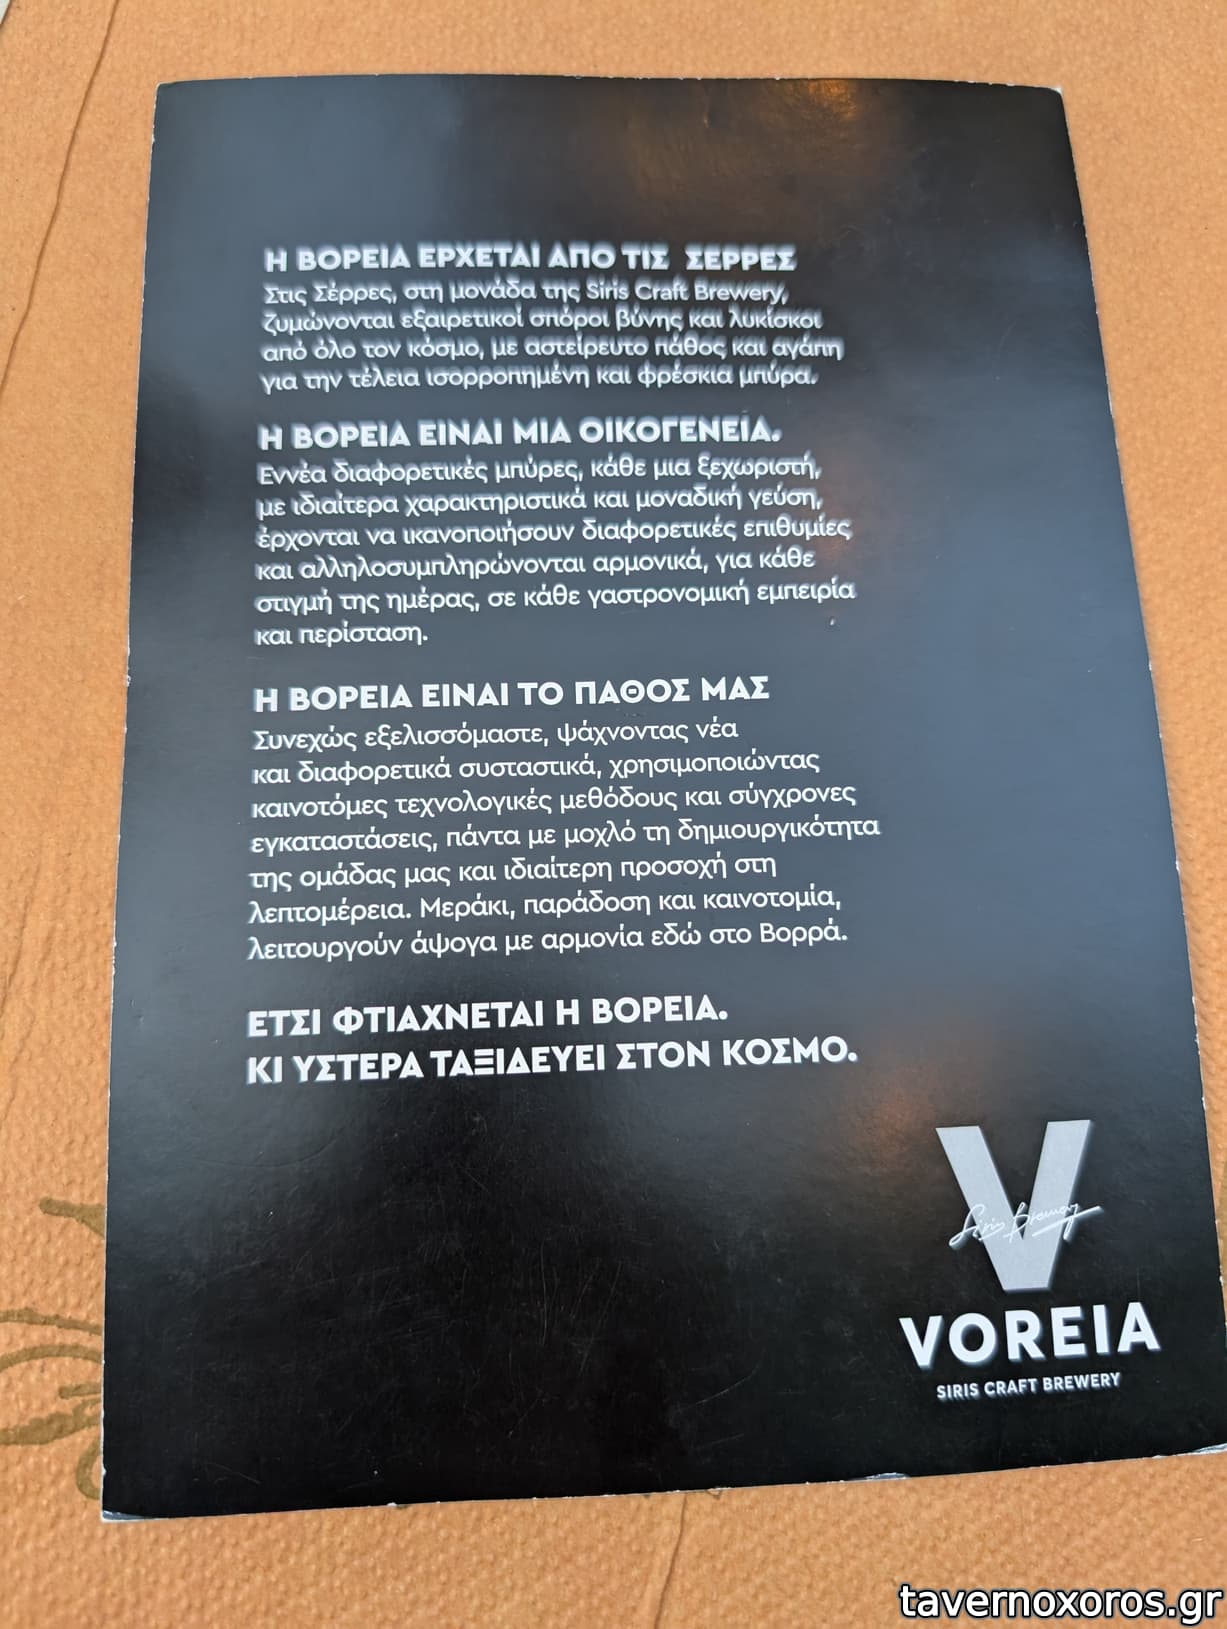 Η ΒΟΡΕΙΑ ΕΡΧΕΤΑΙ ΑΠΟ ΤΙΣ ΣΕΡΡΕΣ
Στις Σέρρες, στη μονάδα της Siris Craft Brewery,
ζυμώνονται εξαιρετικοί σπόροι βύνης και λυκίσκοι
από όλο τον κόσμο, με αστείρευτο πάθος και αγάπη
για την τέλεια ισορροπημένη και φρέσκια μπύρα.
Η ΒΟΡΕΙΑ ΕΙΝΑΙ ΜΙΑ ΟΙΚΟΓΕΝΕΙΑ.
Εννέα διαφορετικές μπύρες, κάθε μια ξεχωριστή,
με ιδιαίτερα χαρακτηριστικά και μοναδική γεύση,
έρχονται να ικανοποιήσουν διαφορετικές επιθυμίες
και αλληλοσυμπληρώνονται αρμονικά, για κάθε
στιγμή της ημέρας, σε κάθε γαστρονομική εμπειρία
και περίσταση.
Η ΒΟΡΕΙΑ ΕΙΝΑΙ ΤΟ ΠΑΘΟΣ ΜΑΣ
Συνεχώς εξελισσόμαστε, ψάχνοντας νέα
και διαφορετικά συσταστικά, χρησιμοποιώντας
καινοτόμες τεχνολογικές μεθόδους και σύγχρονες
εγκαταστάσεις, πάντα με μοχλό τη δημιουργικότητα
της ομάδας μας και ιδιαίτερη προσοχή στη
λεπτομέρεια. Μεράκι, παράδοση και καινοτομία,
λειτουργούν άψογα με αρμονία εδώ στο Βορρά.
ΕΤΣΙ ΦΤΙΑΧΝΕΤΑΙ Η ΒΟΡΕΙΑ.
ΚΙ ΥΣΤΕΡΑ ΤΑΞΙΔΕΥΕΙ ΣΤΟΝ ΚΟΣΜΟ.
V
Siris Brewery
VOREIA
SIRIS CRAFT BREWERY
tavernoxoros.gr